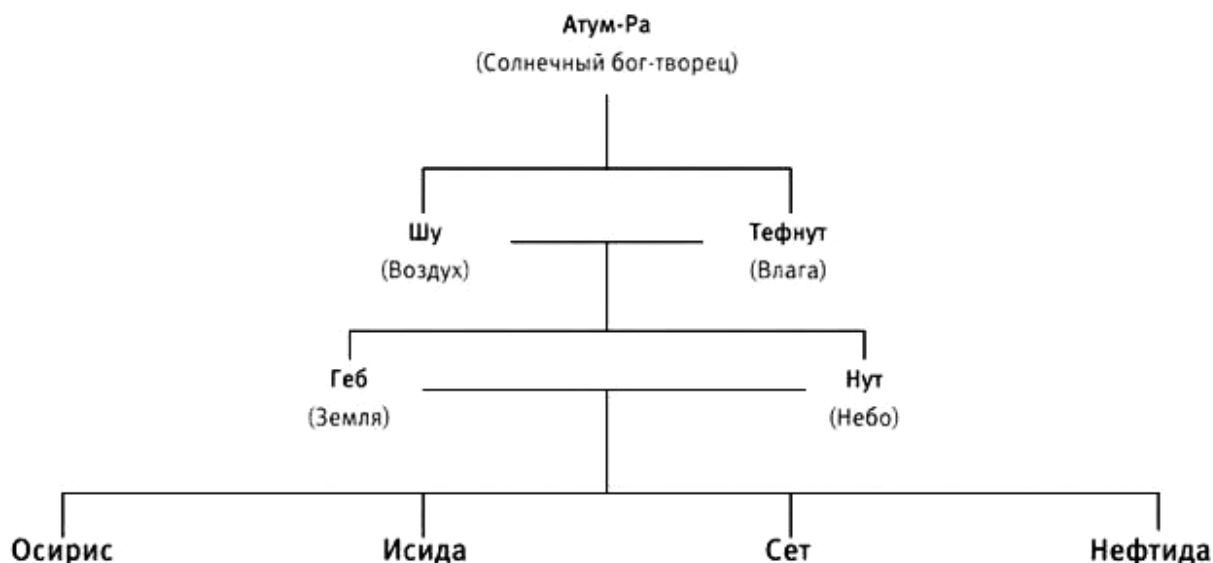 Атум-Ра
(Солнечный бог-творец)
Шу Тефнут
(Воздух) (Влага)
Геб Нут
(Земля) (Небо)
Осирис Исида Сет Нефтида